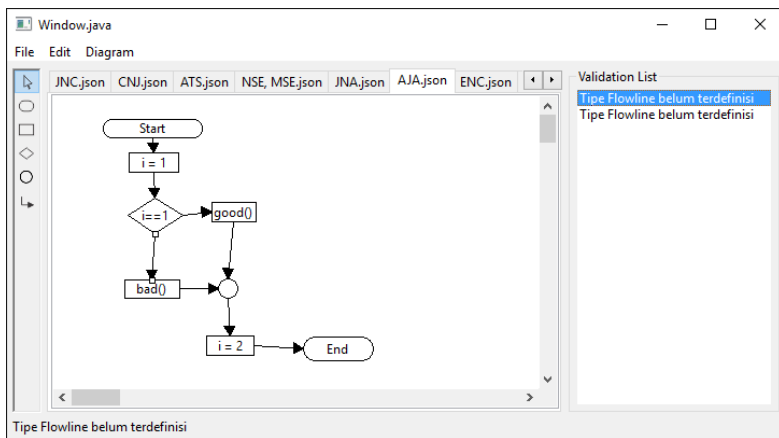 Window.java
File Edit Diagram
JNC.json CNJ.json ATS.json NSE, MSE.json JNA.json AJA.json ENC.json
Validation List
Tipe Flowline belum terdefinisi
Tipe Flowline belum terdefinisi
Start
i = 1
i==1
good()
bad()
i = 2
End
Tipe Flowline belum terdefinisi